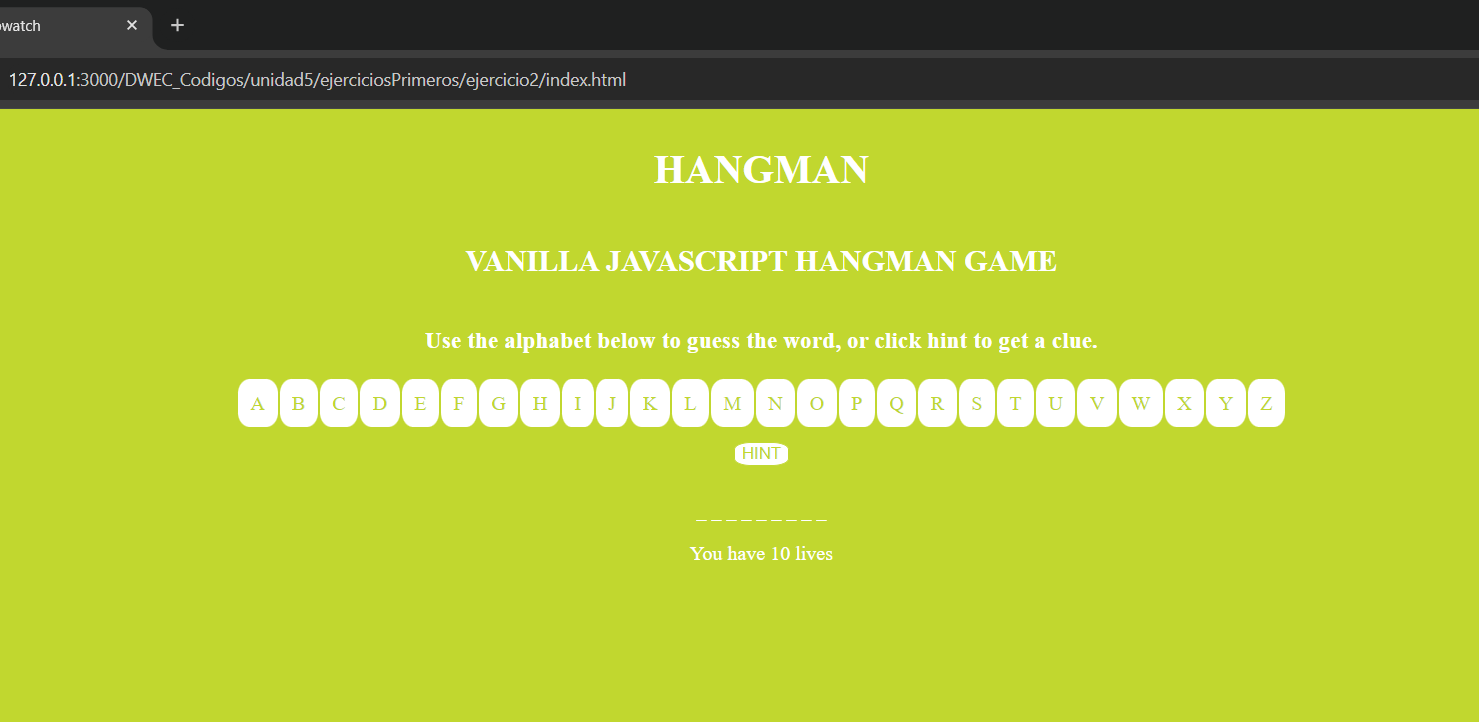 owatch
127.0.0.1:3000/DWEC_Codigos/unidad5/ejerciciosPrimeros/ejercicio2/index.html
HANGMAN
VANILLA JAVASCRIPT HANGMAN GAME
Use the alphabet below to guess the word, or click hint to get a clue.
A B C D E F G H I J K L M N O P Q R S T U V W X Y Z
HINT
_ _ _ _ _ _ _ _ _
You have 10 lives